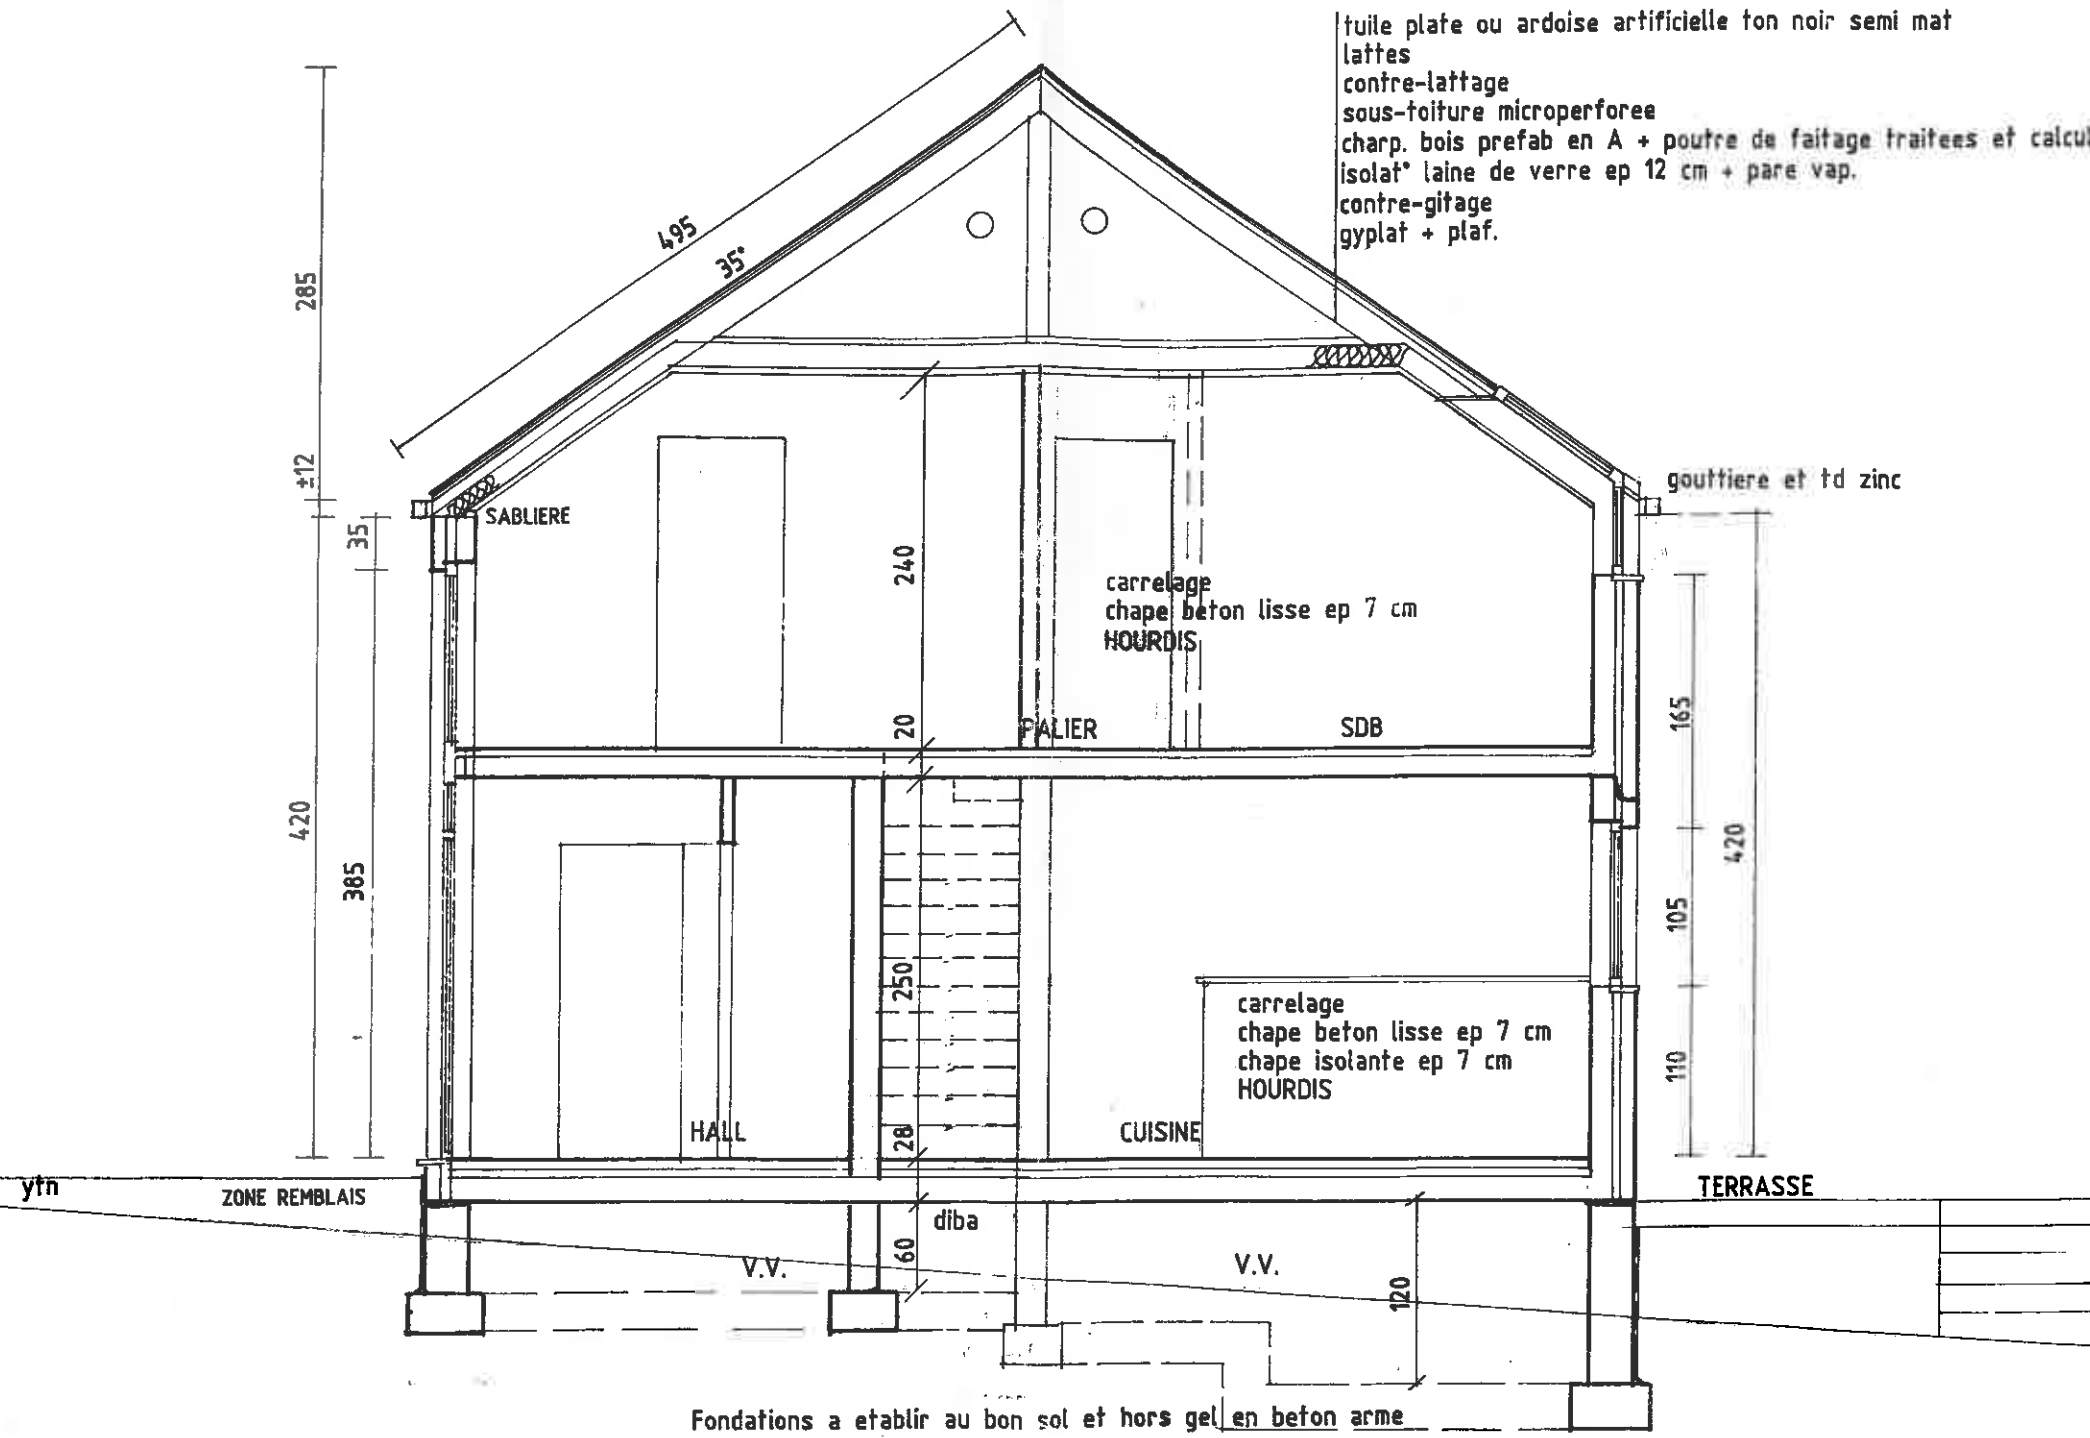 tuile plate ou ardoise artificielle ton noir semi mat
lattes
contre-lattage
sous-toiture microperforee
charp. bois prefab en A + poutre de faitage traitees et calcul
isolat° laine de verre ep 12 cm + pare vap.
contre-gitage
gyplat + plaf.
495
35°
285
±12
35
SABLIERE
gouttiere et td zinc
240
carrelage
chape beton lisse ep 7 cm
HOURDIS
20
PALIER
SDB
165
420
385
420
105
250
carrelage
chape beton lisse ep 7 cm
chape isolante ep 7 cm
HOURDIS
110
HALL
28
CUISINE
ytn
ZONE REMBLAIS
TERRASSE
diba
60
V.V.
V.V.
120
Fondations a etablir au bon sol et hors gel en beton arme